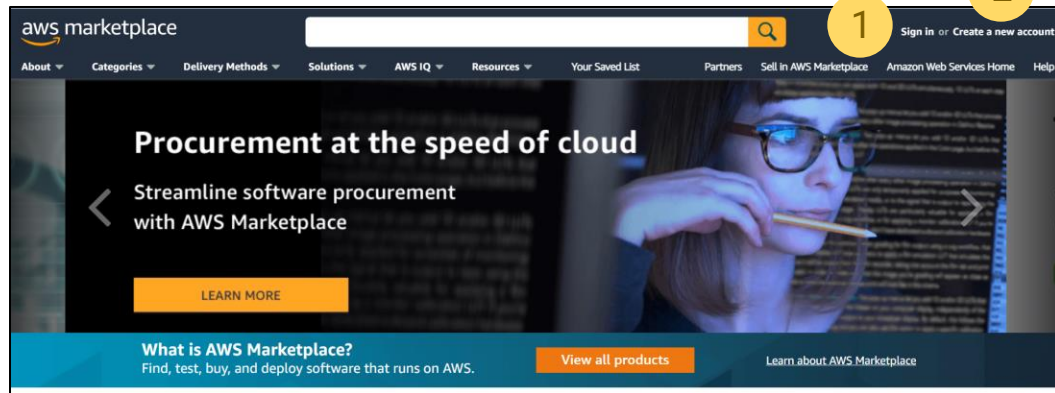 aws marketplace
1
Sign in or Create a new account
About Categories Delivery Methods Solutions AWS IQ Resources Your Saved List Partners Sell in AWS Marketplace Amazon Web Services Home Help
Procurement at the speed of cloud
Streamline software procurement
with AWS Marketplace
LEARN MORE
What is AWS Marketplace?
Find, test, buy, and deploy software that runs on AWS.
View all products
Learn about AWS Marketplace